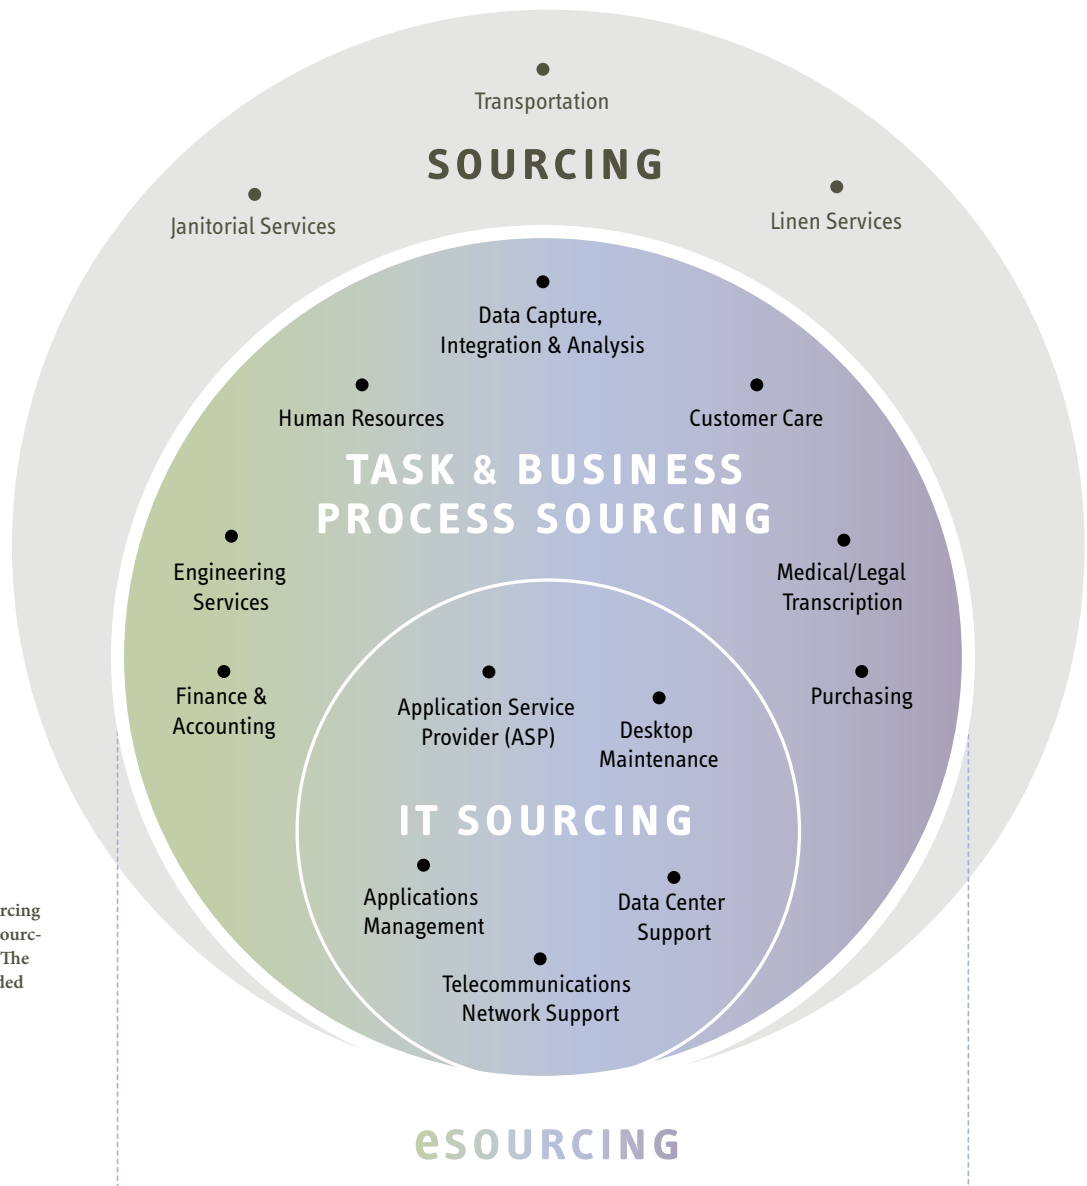 Transportation
SOURCING
Janitorial Services
Linen Services
Data Capture,
Integration & Analysis
Human Resources
Customer Care
TASK & BUSINESS
PROCESS SOURCING
Engineering
Services
Medical/Legal
Transcription
Finance &
Accounting
Purchasing
Application Service
Provider (ASP)
Desktop
Maintenance
IT SOURCING
Applications
Management
Data Center
Support
Telecommunications
Network Support
The
eSOURCING